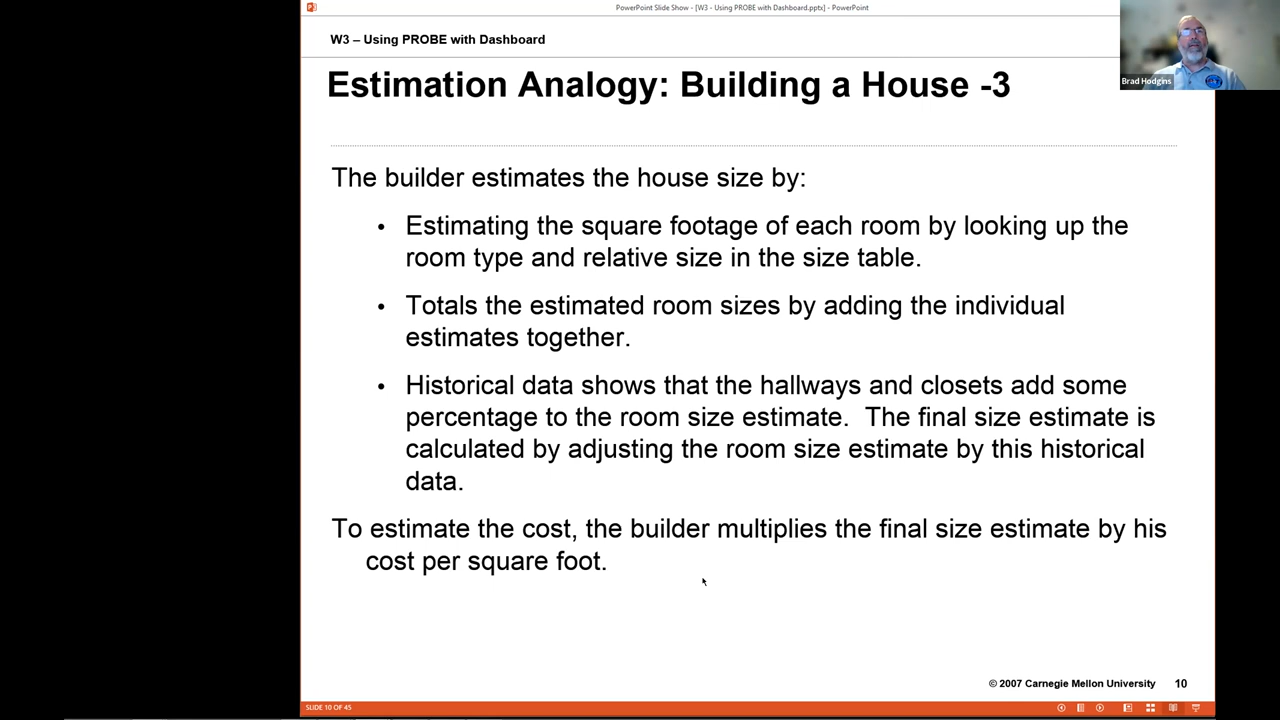 PowerPoint Slide Show - [W3 - Using PROBE with Dashboard.pptx] - PowerPoint
W3 – Using PROBE with Dashboard
Brad Hodgins
Estimation Analogy: Building a House -3
The builder estimates the house size by:
• Estimating the square footage of each room by looking up the
room type and relative size in the size table.
• Totals the estimated room sizes by adding the individual
estimates together.
• Historical data shows that the hallways and closets add some
percentage to the room size estimate.  The final size estimate is
calculated by adjusting the room size estimate by this historical
data.
To estimate the cost, the builder multiplies the final size estimate by his
cost per square foot.
© 2007 Carnegie Mellon University 10
SLIDE 10 OF 45